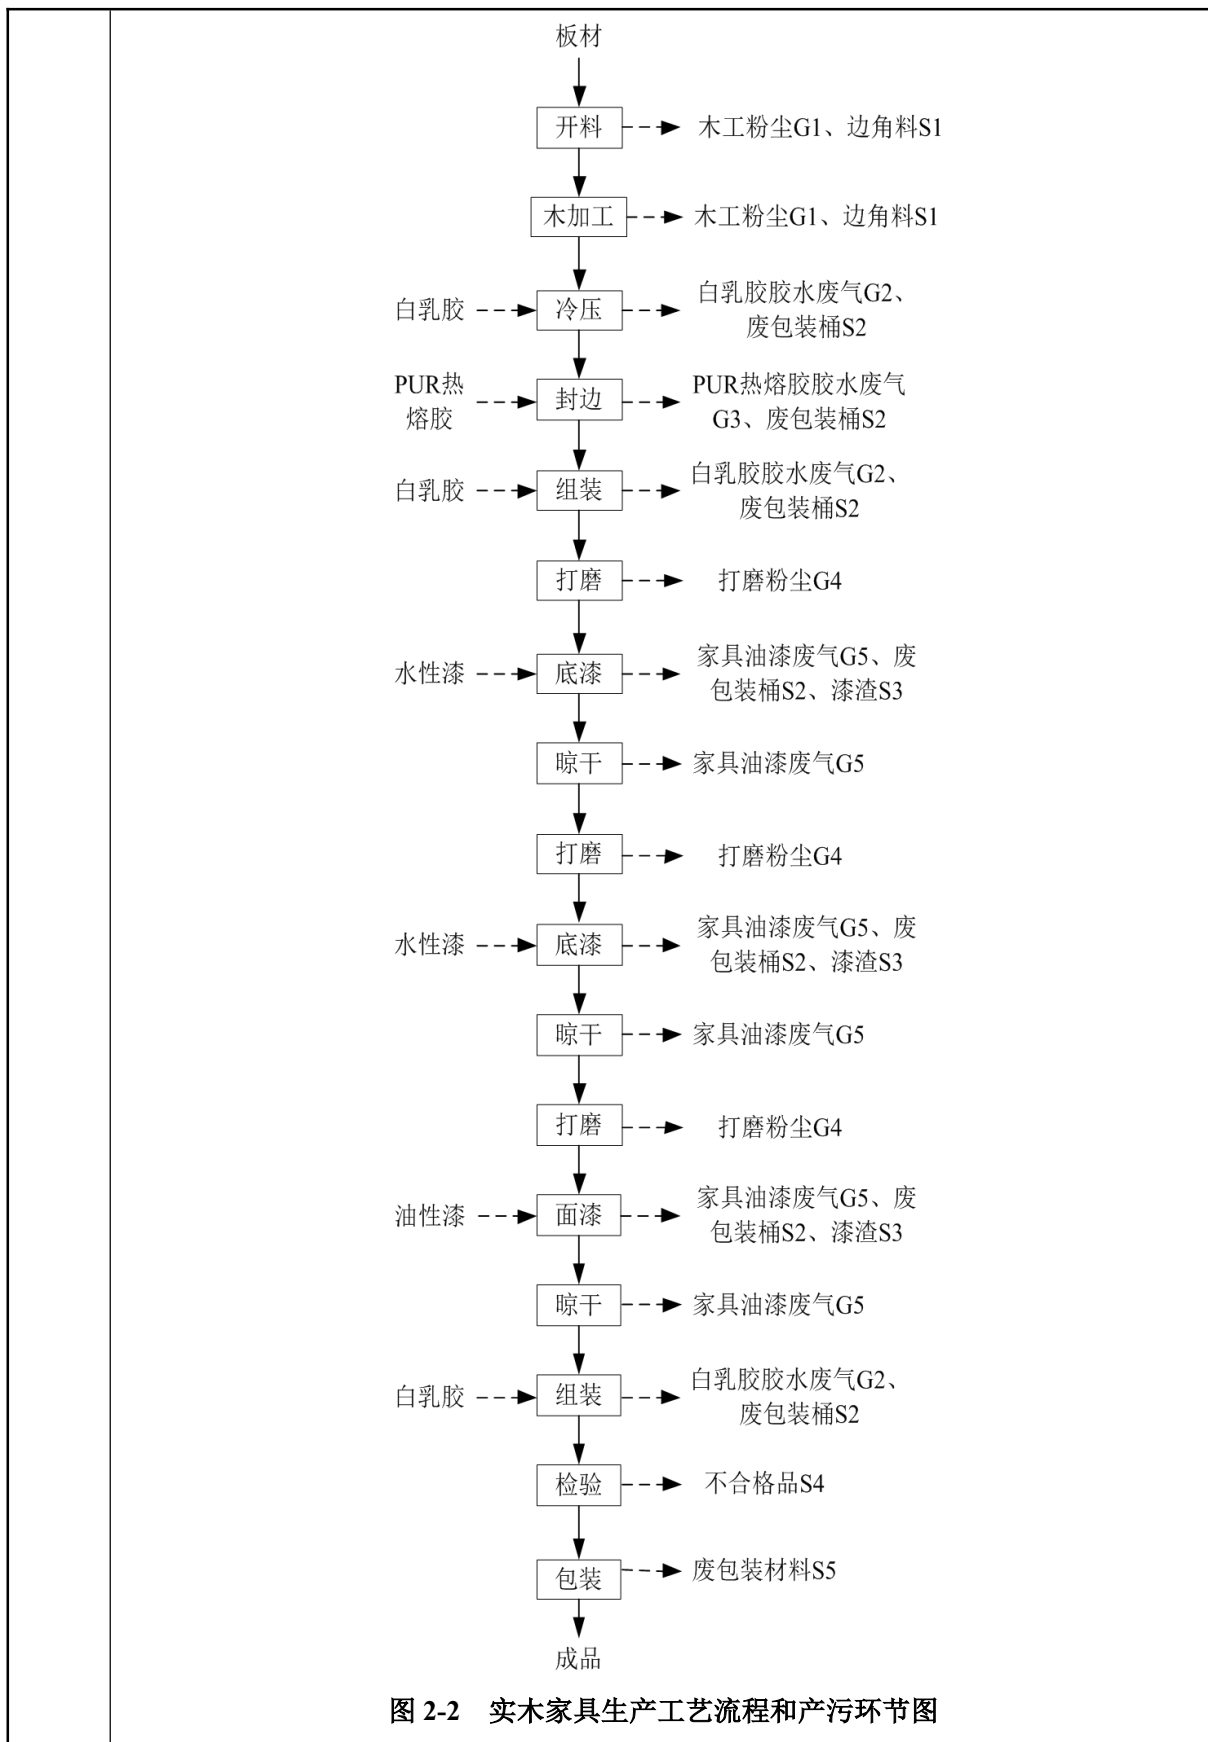 板材
开料
木工粉尘G1、边角料S1
木加工
木工粉尘G1、边角料S1
白乳胶
冷压
白乳胶胶水废气G2、
废包装桶S2
PUR热
熔胶
封边
PUR热熔胶胶水废气
G3、废包装桶S2
白乳胶
组装
白乳胶胶水废气G2、
废包装桶S2
打磨
打磨粉尘G4
水性漆
底漆
家具油漆废气G5、废
包装桶S2、漆渣S3
晾干
家具油漆废气G5
打磨
打磨粉尘G4
水性漆
底漆
家具油漆废气G5、废
包装桶S2、漆渣S3
晾干
家具油漆废气G5
打磨
打磨粉尘G4
油性漆
面漆
家具油漆废气G5、废
包装桶S2、漆渣S3
晾干
家具油漆废气G5
白乳胶
组装
白乳胶胶水废气G2、
废包装桶S2
检验
不合格品S4
包装
废包装材料S5
成品
图 2-2 实木家具生产工艺流程和产污环节图